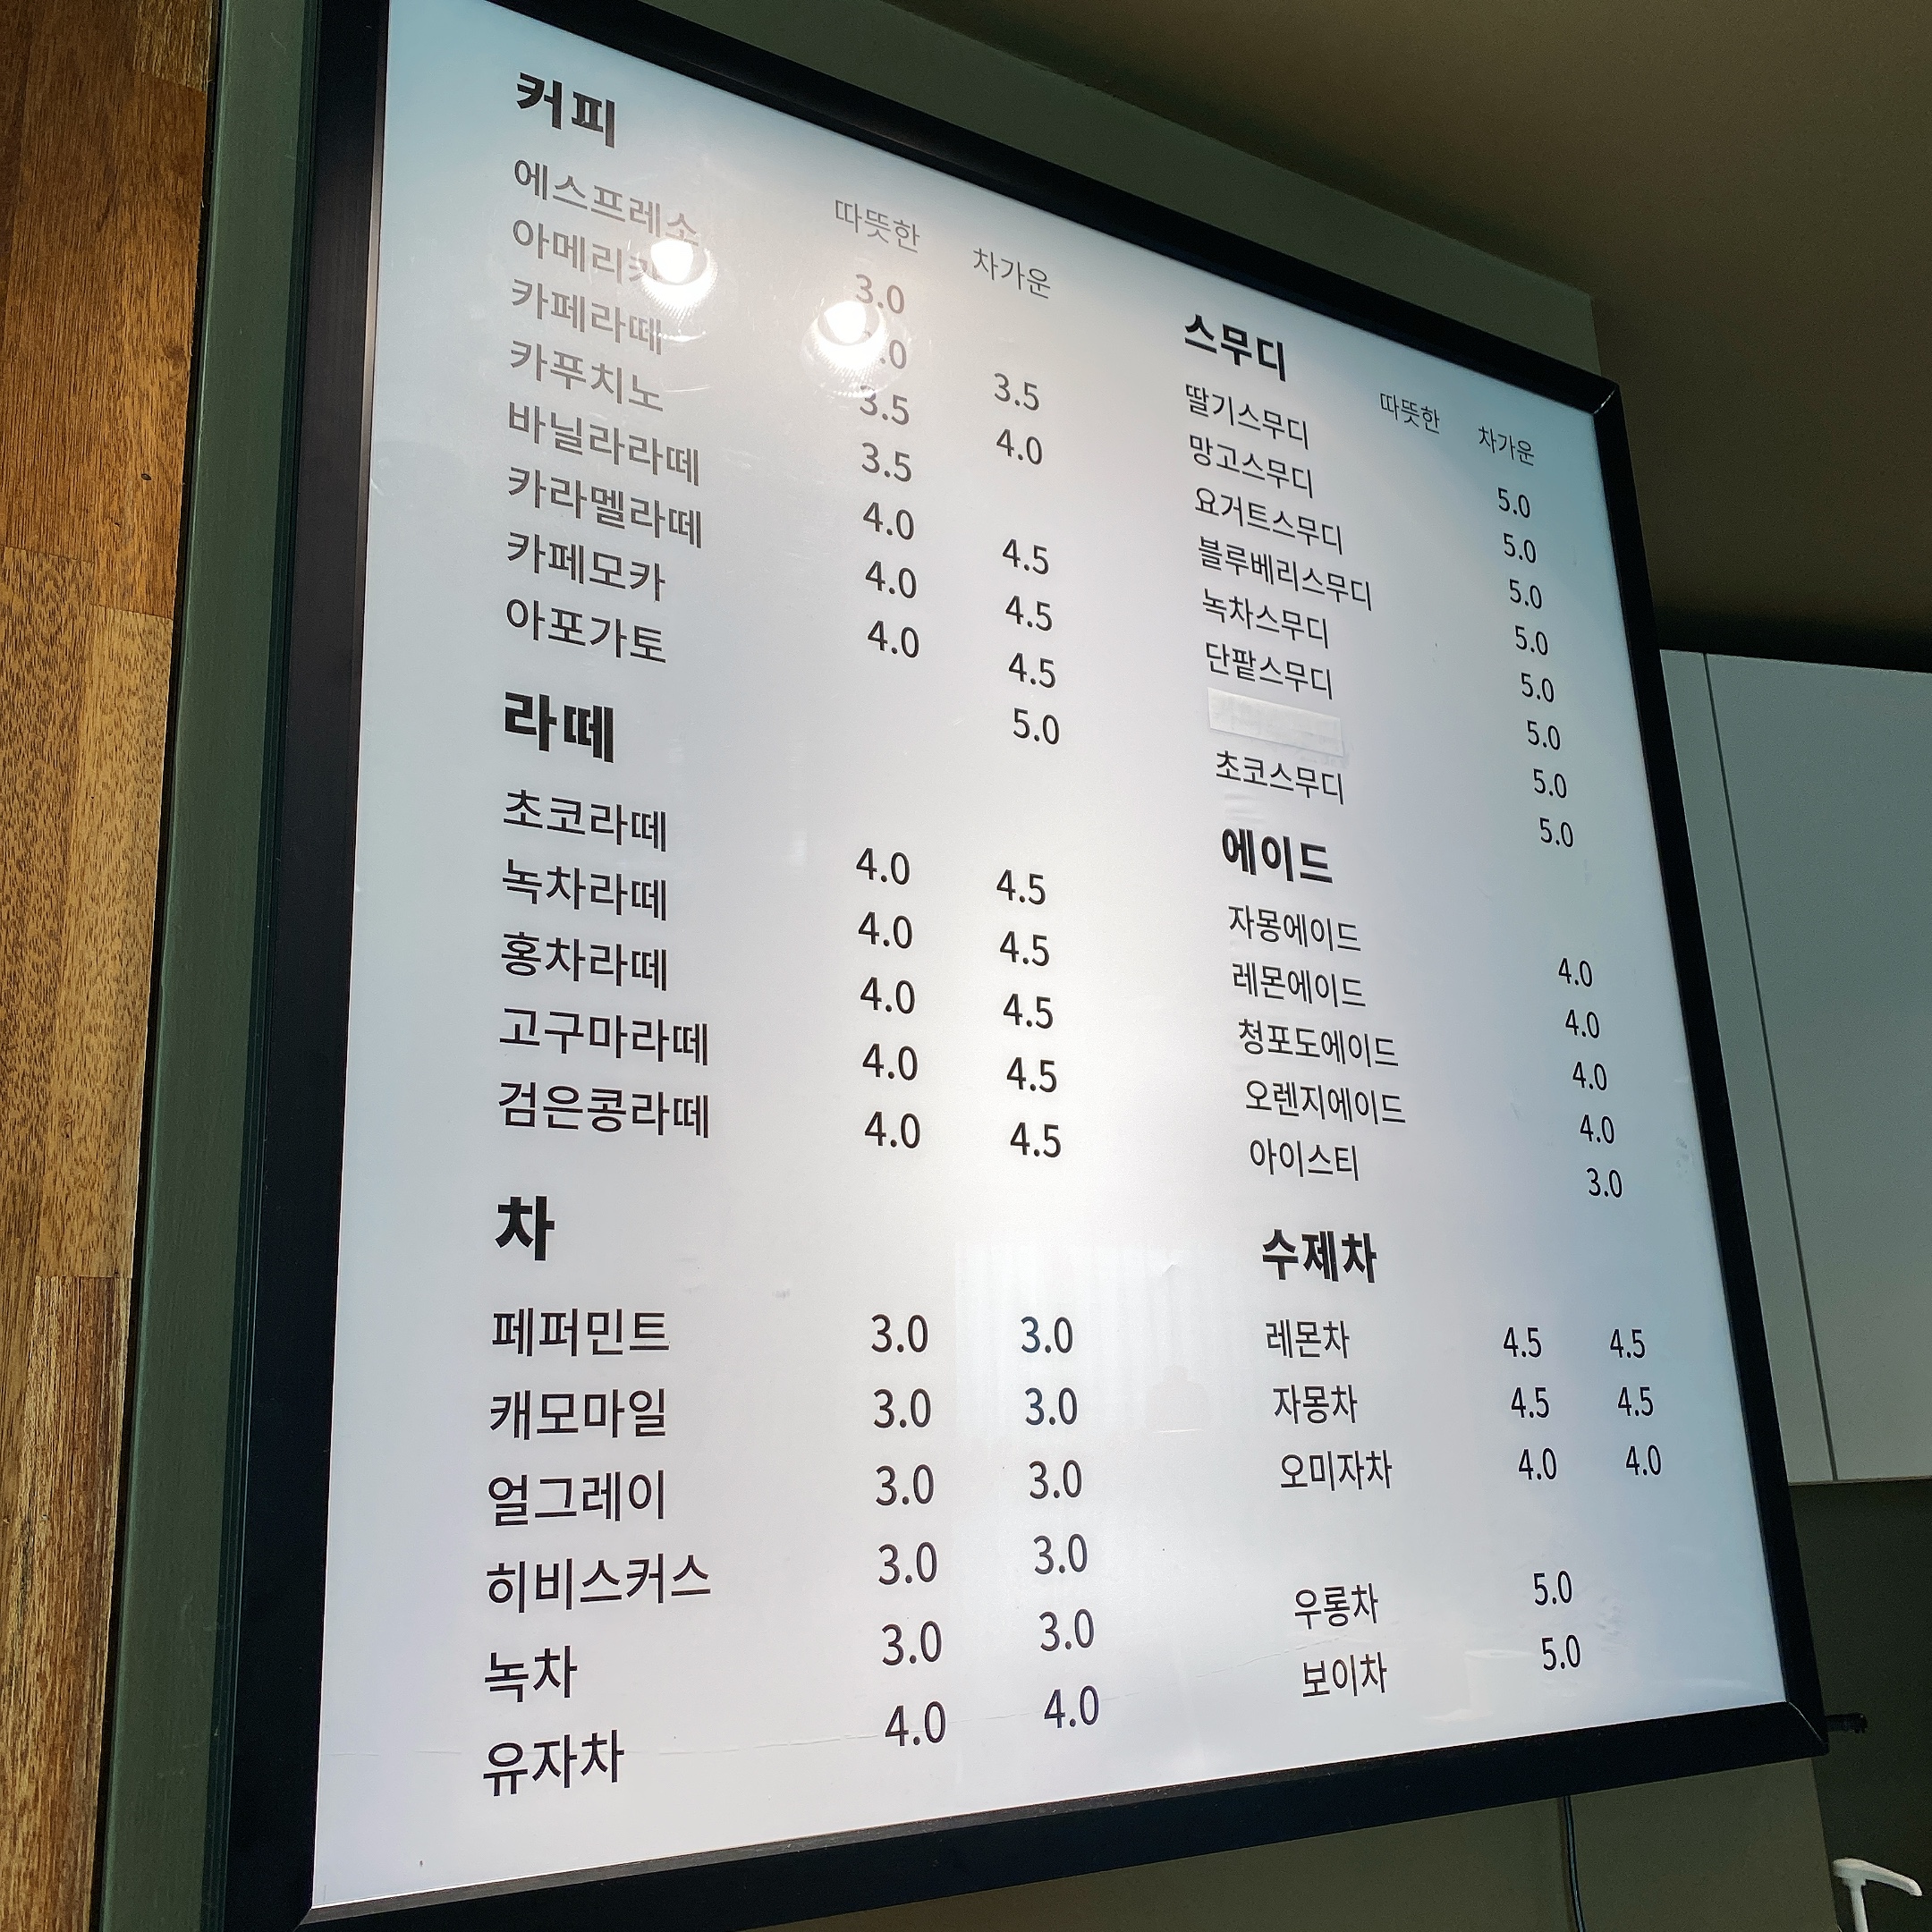 커피
따뜻한 차가운
에스프레소 3.0
3.5
카페라떼 3.5 4.0
카푸치노 3.5
바닐라라떼 4.0 4.5
카라멜라떼 4.0 4.5
카페모카 4.0 4.5
아포가토 5.0
라떼
초코라떼 4.0 4.5
녹차라떼 4.0 4.5
홍차라떼 4.0 4.5
고구마라떼 4.0 4.5
검은콩라떼 4.0 4.5
차
페퍼민트 3.0 3.0
캐모마일 3.0 3.0
얼그레이 3.0 3.0
히비스커스 3.0 3.0
녹차 3.0 3.0
유자차 4.0 4.0
스무디
따뜻한 차가운
딸기스무디 5.0
망고스무디 5.0
요거트스무디 5.0
블루베리스무디 5.0
녹차스무디 5.0
단팥스무디 5.0
5.0
초코스무디 5.0
에이드
자몽에이드 4.0
레몬에이드 4.0
청포도에이드 4.0
오렌지에이드 4.0
아이스티 3.0
수제차
레몬차 4.5 4.5
자몽차 4.5 4.5
오미자차 4.0 4.0
우롱차 5.0
보이차 5.0